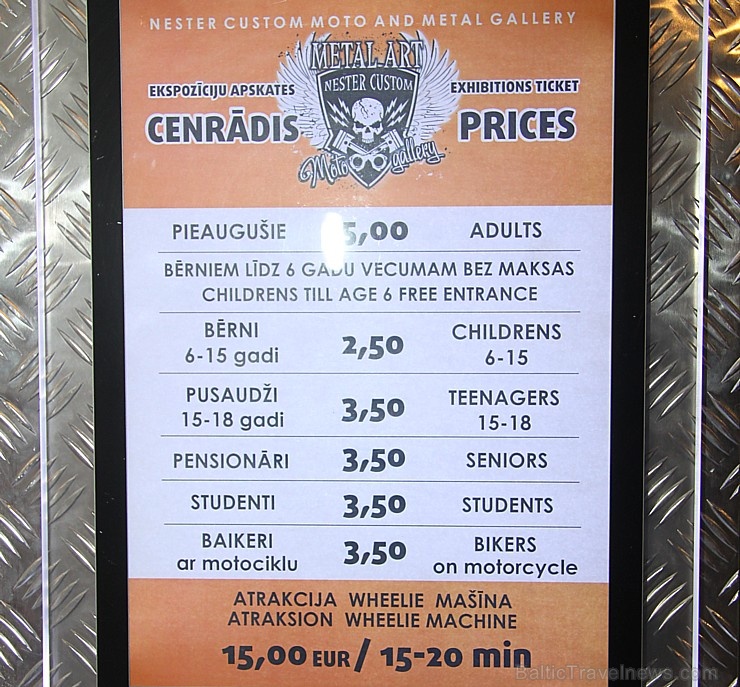 NESTER CUSTOM MOTO AND METAL GALLERY
METAL ART
NESTER CUSTOM
Moto gallery
EKSPOZĪCIJU APSKATES
CENRĀDIS
EXHIBITIONS TICKET
PRICES
PIEAUGUŠIE 5,00 ADULTS
BĒRNIEM LĪDZ 6 GADU VECUMAM BEZ MAKSAS
CHILDRENS TILL AGE 6 FREE ENTRANCE
BĒRNI
6-15 gadi
2,50
CHILDRENS
6-15
PUSAUDŽI
15-18 gadi
3,50
TEENAGERS
15-18
PENSIONĀRI 3,50 SENIORS
STUDENTI 3,50 STUDENTS
BAIKERI
ar motociklu
3,50
BIKERS
on motorcycle
ATRAKCIJA WHEELIE MAŠĪNA
ATRAKSION WHEELIE MACHINE
15,00 EUR / 15-20 min
BalticTravelnews.com